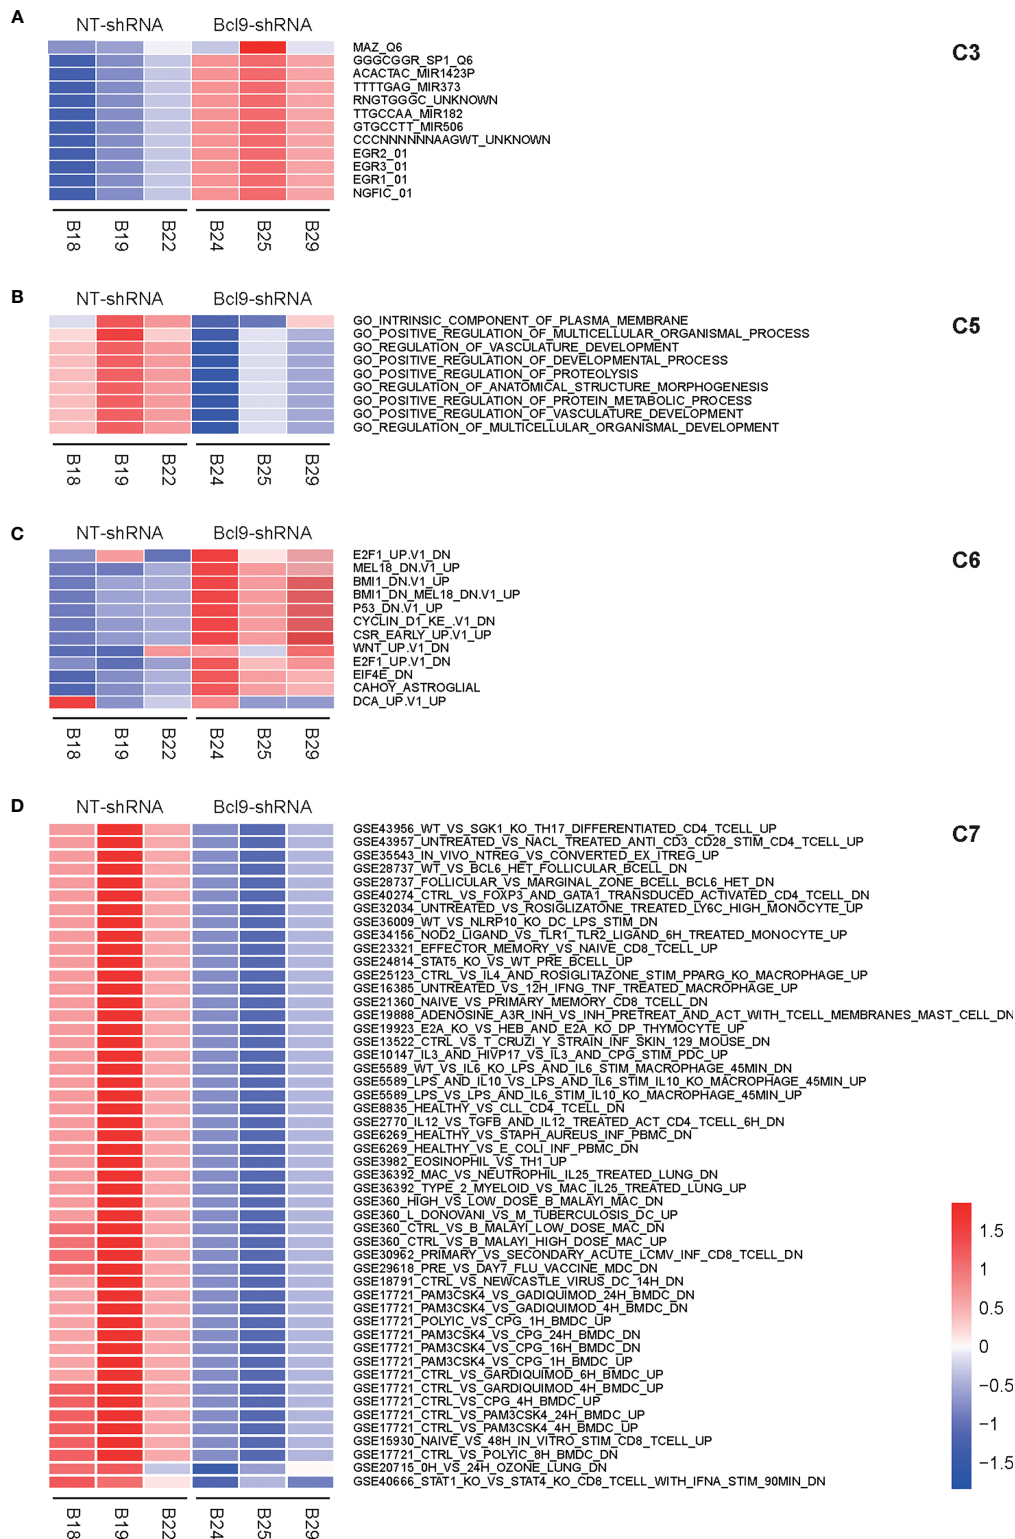 A
NT-shRNA Bcl9-shRNA
C3
MAZ_Q6
GGGCGGR_SP1_Q6
ACACTAC_MIR1423P
TTTTGAG_MIR373
RNGTGGGC_UNKNOWN
TTGCCAA_MIR182
GTGCCTT_MIR506
CCCNNNNNNAAGWT_UNKNOWN
EGR2_01
EGR3_01
EGR1_01
NGFIC_01
B18 B19 B22 B24 B25 B29
B
NT-shRNA Bcl9-shRNA
C5
GO_INTRINSIC_COMPONENT_OF_PLASMA_MEMBRANE
GO_POSITIVE_REGULATION_OF_MULTICELLULAR_ORGANISMAL_PROCESS
GO_REGULATION_OF_VASCULATURE_DEVELOPMENT
GO_POSITIVE_REGULATION_OF_DEVELOPMENTAL_PROCESS
GO_POSITIVE_REGULATION_OF_PROTEOLYSIS
GO_REGULATION_OF_ANATOMICAL_STRUCTURE_MORPHOGENESIS
GO_POSITIVE_REGULATION_OF_PROTEIN_METABOLIC_PROCESS
GO_POSITIVE_REGULATION_OF_VASCULATURE_DEVELOPMENT
GO_REGULATION_OF_MULTICELLULAR_ORGANISMAL_DEVELOPMENT
B18 B19 B22 B24 B25 B29
C
NT-shRNA Bcl9-shRNA
C6
E2F1_UP.V1_DN
MEL18_DN.V1_UP
BMI1_DN.V1_UP
BMI1_DN_MEL18_DN.V1_UP
P53_DN.V1_UP
CYCLIN_D1_KE_.V1_DN
CSR_EARLY_UP.V1_UP
WNT_UP.V1_DN
E2F1_UP.V1_DN
EIF4E_DN
CAHOY_ASTROGLIAL
DCA_UP.V1_UP
B18 B19 B22 B24 B25 B29
D
NT-shRNA Bcl9-shRNA
C7
GSE43956_WT_VS_SGK1_KO_TH17_DIFFERENTIATED_CD4_TCELL_UP
GSE43957_UNTREATED_VS_NACL_TREATED_ANTI_CD3_CD28_STIM_CD4_TCELL_UP
GSE35543_IN_VIVO_NTREG_VS_CONVERTED_EX_ITREG_UP
GSE28737_WT_VS_BCL6_HET_FOLLICULAR_BCELL_DN
GSE28737_FOLLICULAR_VS_MARGINAL_ZONE_BCELL_BCL6_HET_DN
GSE40274_CTRL_VS_FOXP3_AND_GATA1_TRANSDUCED_ACTIVATED_CD4_TCELL_DN
GSE32034_UNTREATED_VS_ROSIGLIZATONE_TREATED_LY6C_HIGH_MONOCYTE_UP
GSE36009_WT_VS_NLRP10_KO_DC_LPS_STIM_DN
GSE34156_NOD2_LIGAND_VS_TLR1_TLR2_LIGAND_6H_TREATED_MONOCYTE_UP
GSE23321_EFFECTOR_MEMORY_VS_NAIVE_CD8_TCELL_UP
GSE24814_STAT5_KO_VS_WT_PRE_BCELL_UP
GSE25123_CTRL_VS_IL4_AND_ROSIGLITAZONE_STIM_PPARG_KO_MACROPHAGE_UP
GSE16385_UNTREATED_VS_12H_IFNG_TNF_TREATED_MACROPHAGE_UP
GSE21360_NAIVE_VS_PRIMARY_MEMORY_CD8_TCELL_DN
GSE19888_ADENOSINE_A3R_INH_VS_INH_PRETREAT_AND_ACT_WITH_TCELL_MEMBRANES_MAST_CELL_DN
GSE19923_E2A_KO_VS_HEB_AND_E2A_KO_DP_THYMOCYTE_UP
GSE13522_CTRL_VS_T_CRUZI_Y_STRAIN_INF_SKIN_129_MOUSE_DN
GSE10147_IL3_AND_HIVP17_VS_IL3_AND_CPG_STIM_PDC_UP
GSE5589_WT_VS_IL6_KO_LPS_AND_IL6_STIM_MACROPHAGE_45MIN_DN
GSE5589_LPS_AND_IL10_VS_LPS_AND_IL6_STIM_IL10_KO_MACROPHAGE_45MIN_UP
GSE5589_LPS_VS_LPS_AND_IL6_STIM_IL10_KO_MACROPHAGE_45MIN_UP
GSE8835_HEALTHY_VS_CLL_CD4_TCELL_DN
GSE2770_IL12_VS_TGFB_AND_IL12_TREATED_ACT_CD4_TCELL_6H_DN
GSE6269_HEALTHY_VS_STAPH_AUREUS_INF_PBMC_DN
GSE6269_HEALTHY_VS_E_COLI_INF_PBMC_DN
GSE3982_EOSINOPHIL_VS_TH1_UP
GSE36392_MAC_VS_NEUTROPHIL_IL25_TREATED_LUNG_DN
GSE36392_TYPE_2_MYELOID_VS_MAC_IL25_TREATED_LUNG_UP
GSE360_HIGH_VS_LOW_DOSE_B_MALAYI_MAC_DN
GSE360_L_DONOVANI_VS_M_TUBERCULOSIS_DC_UP
GSE360_CTRL_VS_B_MALAYI_LOW_DOSE_MAC_DN
GSE360_CTRL_VS_B_MALAYI_HIGH_DOSE_MAC_UP
GSE30962_PRIMARY_VS_SECONDARY_ACUTE_LCMV_INF_CD8_TCELL_DN
GSE29618_PRE_VS_DAY7_FLU_VACCINE_MDC_DN
GSE18791_CTRL_VS_NEWCASTLE_VIRUS_DC_14H_DN
GSE17721_PAM3CSK4_VS_GADIQUIMOD_24H_BMDC_DN
GSE17721_PAM3CSK4_VS_GADIQUIMOD_4H_BMDC_DN
GSE17721_POLYIC_VS_CPG_1H_BMDC_UP
GSE17721_PAM3CSK4_VS_CPG_24H_BMDC_DN
GSE17721_PAM3CSK4_VS_CPG_16H_BMDC_DN
GSE17721_PAM3CSK4_VS_CPG_1H_BMDC_UP
GSE17721_CTRL_VS_GARDIQUIMOD_6H_BMDC_UP
GSE17721_CTRL_VS_GARDIQUIMOD_4H_BMDC_UP
GSE17721_CTRL_VS_CPG_4H_BMDC_UP
GSE17721_CTRL_VS_PAM3CSK4_24H_BMDC_UP
GSE17721_CTRL_VS_PAM3CSK4_4H_BMDC_UP
GSE15930_NAIVE_VS_48H_IN_VITRO_STIM_CD8_TCELL_UP
GSE17721_CTRL_VS_POLYIC_8H_BMDC_DN
GSE20715_0H_VS_24H_OZONE_LUNG_DN
GSE40666_STAT1_KO_VS_STAT4_KO_CD8_TCELL_WITH_IFNA_STIM_90MIN_DN
B18 B19 B22 B24 B25 B29
1.5
1
0.5
0
−0.5
−1
−1.5